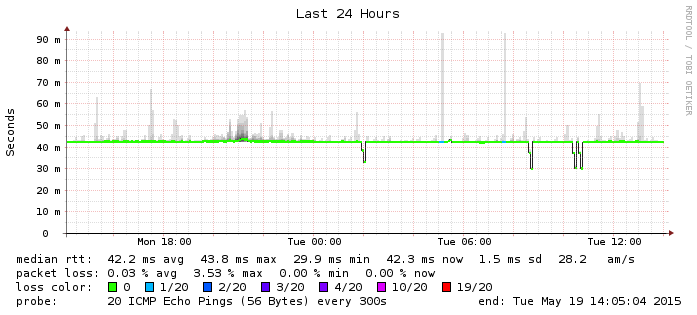 Last 24 Hours
RRDTOOL / TOBI OETIKER
Seconds
90 m
80 m
70 m
60 m
50 m
40 m
30 m
20 m
10 m
0
Mon 18:00 Tue 00:00 Tue 06:00 Tue 12:00
median rtt: 42.2 ms avg 43.8 ms max 29.9 ms min 42.3 ms now 1.5 ms sd 28.2 am/s
packet loss: 0.03 % avg 3.53 % max 0.00 % min 0.00 % now
loss color: 0 1/20 2/20 3/20 4/20 10/20 19/20
probe: 20 ICMP Echo Pings (56 Bytes) every 300s end: Tue May 19 14:05:04 2015